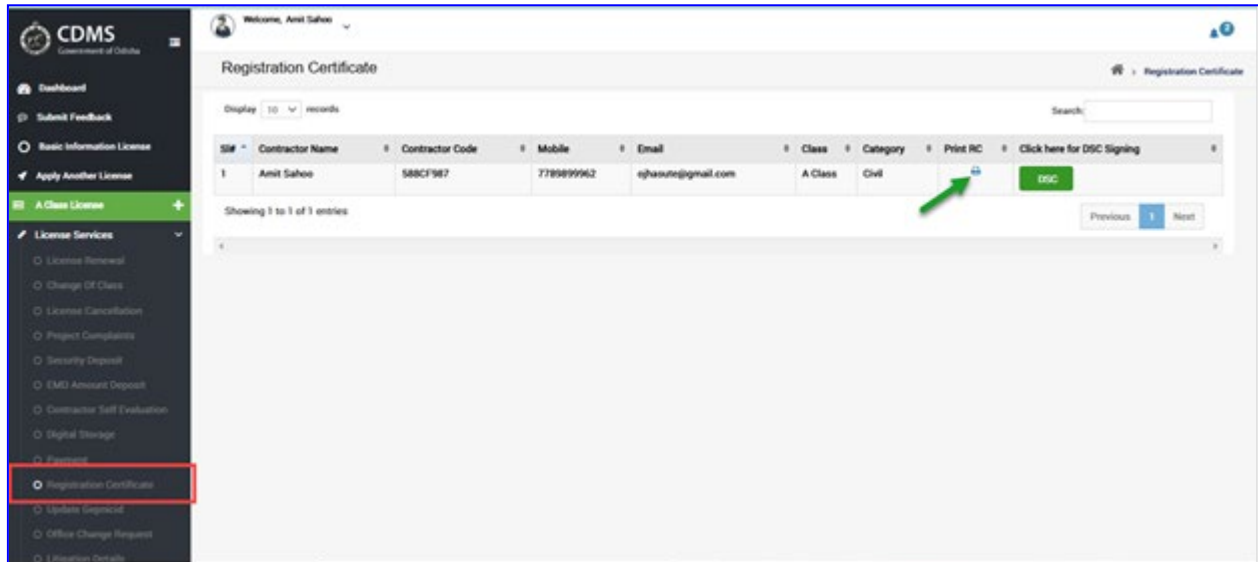 CDMS
Government of Odisha
Welcome, Amit Sahoo
2
Dashboard
Submit Feedback
Basic Information License
Apply Another License
A Class License
License Services
License Renewal
Change Of Class
License Cancellation
Project Complaints
Security Deposit
EMD Amount Deposit
Contractor Self Evaluation
Digital Storage
Payment
Registration Certificate
Update Gepnicid
Office Change Request
Litigation Details
Registration Certificate
Registration Certificate
Display 10 records
Search:
Sl# Contractor Name Contractor Code Mobile Email Class Category Print RC Click here for DSC Signing
1 Amit Sahoo 588CF987 7789899962 ojhasute@gmail.com A Class Civil DSC
Showing 1 to 1 of 1 entries
Previous 1 Next